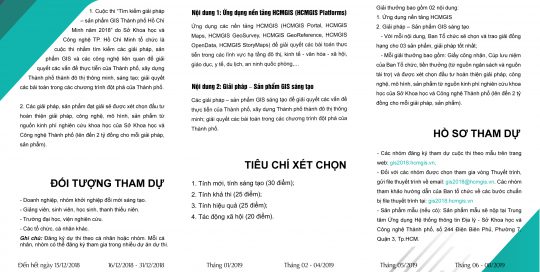 1. Cuộc thi "Tìm kiếm giải pháp
– sản phẩm GIS Thành phố Hồ Chí
Minh năm 2018" do Sở Khoa học và
Công nghệ TP. Hồ Chí Minh tổ chức là
cuộc thi nhằm tìm kiếm các giải pháp, sản
phẩm GIS và các công nghệ liên quan để giải
quyết các vấn đề thực tiễn của Thành phố, xây dựng
Thành phố thành đô thị thông minh, sáng tạo; giải quyết
các bài toán trong các chương trình đột phá của Thành phố.
2. Các giải pháp, sản phẩm đạt giải sẽ được xét chọn đầu tư
hoàn thiện giải pháp, công nghệ, mô hình, sản phẩm từ
nguồn kinh phí nghiên cứu khoa học của Sở Khoa học và
Công nghệ Thành phố (lên đến 2 tỷ đồng cho mỗi giải pháp,
sản phẩm).
ĐỐI TƯỢNG THAM DỰ
- Doanh nghiệp, nhóm khởi nghiệp đổi mới sáng tạo.
- Giảng viên, sinh viên, học sinh, thanh thiếu niên.
- Trường đại học, viện nghiên cứu.
- Các tổ chức, cá nhân khác.
Ghi chú: Đăng ký dự thi theo cá nhân hoặc nhóm. Mỗi cá
nhân, nhóm có thể đăng ký tham gia trong nhiều dự án dự thi.
Đến hết ngày 15/12/2018
16/12/2018 - 31/12/2018
Nội dung 1: Ứng dụng nền tảng HCMGIS (HCMGIS Platforms)
Ứng dụng các nền tảng HCMGIS (HCMGIS Portal, HCMGIS
Maps, HCMGIS GeoSurvey, HCMGIS GeoReference, HCMGIS
OpenData, HCMGIS StoryMaps) để giải quyết các bài toán thực
tiễn trong các lĩnh vực hạ tầng đô thị, kinh tế - văn hóa - xã hội,
giáo dục, y tế, du lịch, an ninh quốc phòng,...
Nội dung 2: Giải pháp – Sản phẩm GIS sáng tạo
Các giải pháp – sản phẩm GIS sáng tạo để giải quyết các vấn đề
thực tiễn của Thành phố, xây dựng Thành phố thành đô thị thông
minh; giải quyết các bài toán trong các chương trình đột phá của
Thành phố.
TIÊU CHÍ XÉT CHỌN
1. Tính mới, tính sáng tạo (30 điểm);
2. Tính khả thi (25 điểm);
3. Tính hiệu quả (25 điểm);
4. Tác động xã hội (20 điểm).
Tháng 01/2019
Tháng 02 - 04/2019
Giải thưởng bao gồm 02 nội dung:
1. Ứng dụng nền tảng HCMGIS
2. Giải pháp – Sản phẩm GIS sáng tạo
- Với mỗi nội dung, Ban Tổ chức sẽ chọn và trao giải đồng
hạng cho 03 sản phẩm, giải pháp tốt nhất;
- Mỗi giải thưởng bao gồm: Giấy công nhận, Cúp lưu niệm
của Ban Tổ chức, tiền thưởng (từ nguồn ngân sách và nguồn
tài trợ) và được xét chọn đầu tư hoàn thiện giải pháp, công
nghệ, mô hình, sản phẩm từ nguồn kinh phí nghiên cứu khoa
học của Sở Khoa học và Công nghệ Thành phố (lên đến 2 tỷ
đồng cho mỗi giải pháp, sản phẩm).
HỒ SƠ THAM DỰ
- Các nhóm đăng ký tham dự cuộc thi theo mẫu trên trang
web: gis2018.hcmgis.vn.
- Đối với các nhóm được chọn tham gia vòng Thuyết trình,
gửi file thuyết trình về email: gis2018@hcmgis.vn. Các nhóm
tham khảo hướng dẫn của Ban tổ chức về các bước chuẩn
bị file thuyết trình tại: gis2018.hcmgis.vn.
- Sản phẩm mẫu (nếu có): Sản phẩm mẫu sẽ nộp tại Trung
tâm Ứng dụng Hệ thống thông tin Địa lý - Sở Khoa học và
Công nghệ Thành phố, số 244 Điện Biên Phủ, Phường 7,
Quận 3, Tp.HCM.
Tháng 05/2019
Tháng 06 - 08/2019